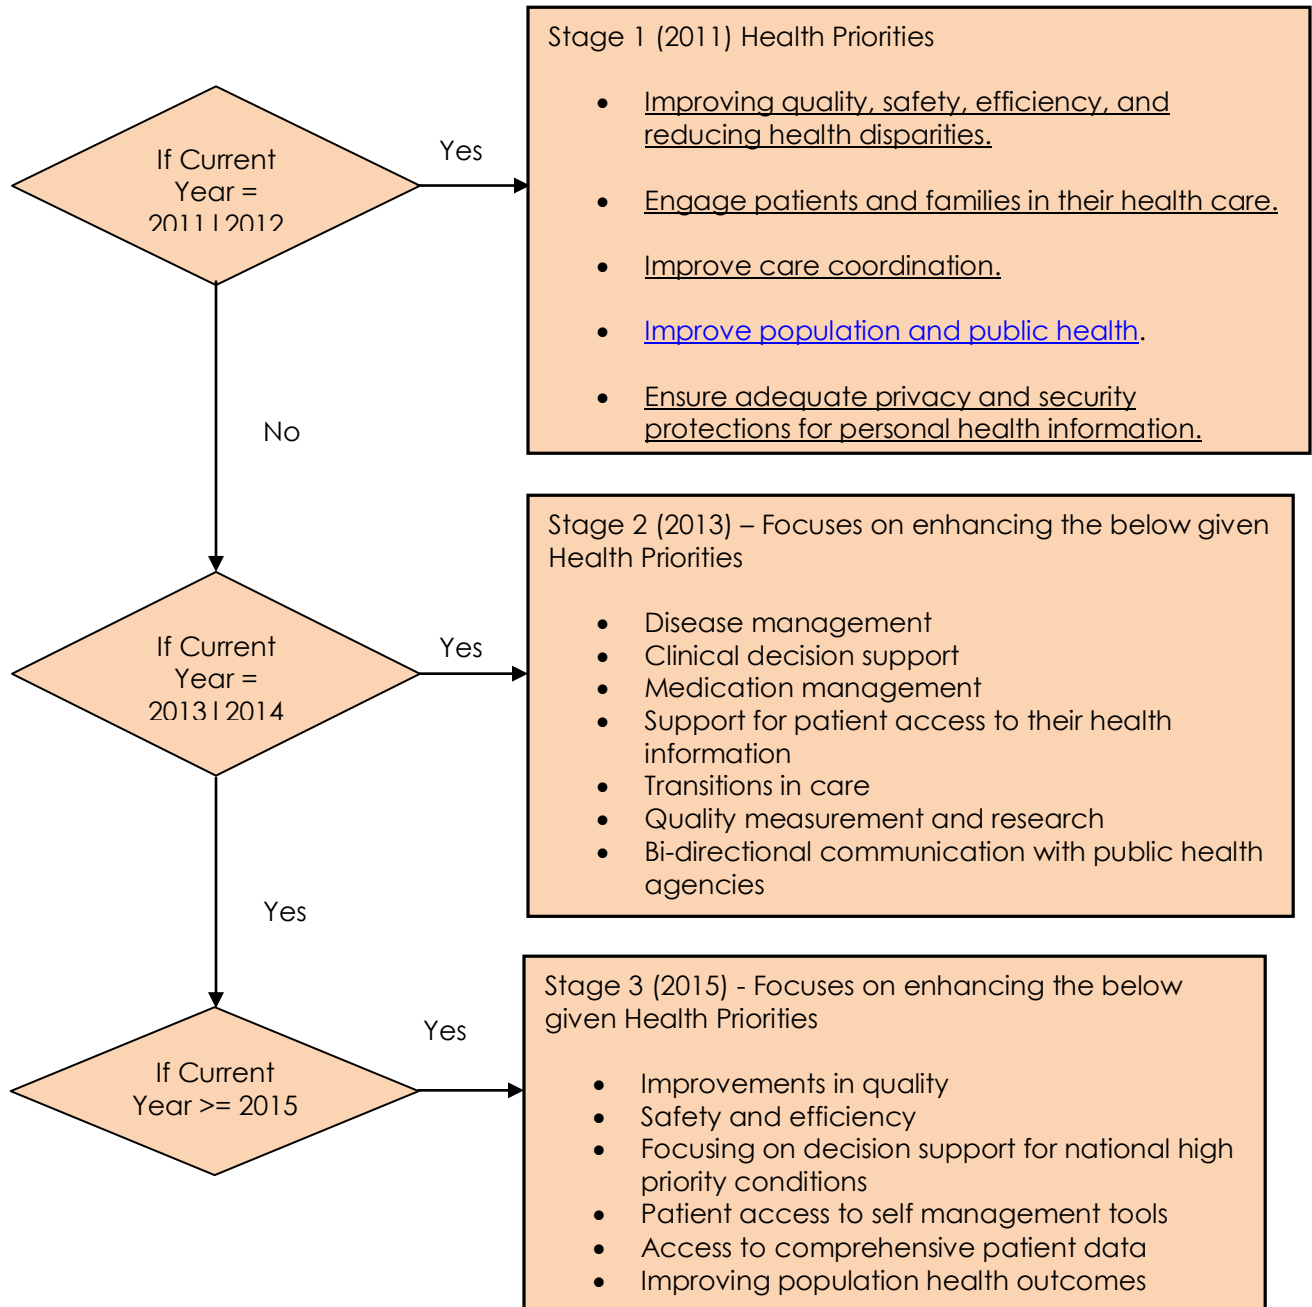 Stage 1 (2011) Health Priorities
• Improving quality, safety, efficiency, and
reducing health disparities.
• Engage patients and families in their health care.
• Improve care coordination.
• Improve population and public health.
• Ensure adequate privacy and security
protections for personal health information.
If Current
Year =
2011|2012
Yes
No
Stage 2 (2013) – Focuses on enhancing the below given
Health Priorities
• Disease management
• Clinical decision support
• Medication management
• Support for patient access to their health
information
• Transitions in care
• Quality measurement and research
• Bi-directional communication with public health
agencies
If Current
Year =
2013|2014
Yes
Yes
Stage 3 (2015) - Focuses on enhancing the below
given Health Priorities
• Improvements in quality
• Safety and efficiency
• Focusing on decision support for national high
priority conditions
• Patient access to self management tools
• Access to comprehensive patient data
• Improving population health outcomes
If Current
Year >= 2015
Yes